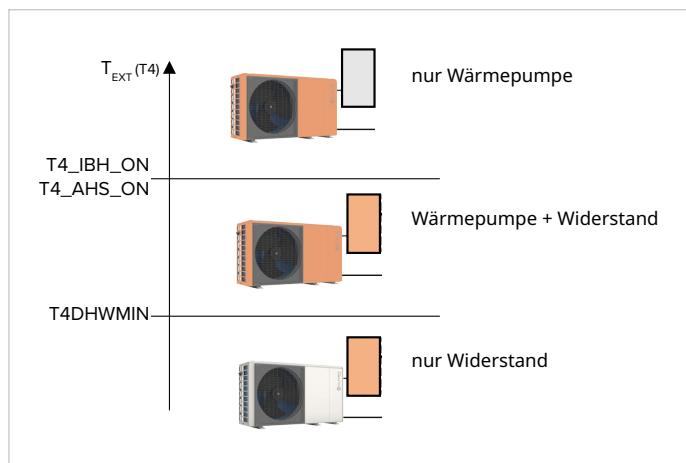 T_EXT (T4)
nur Wärmepumpe
T4_IBH_ON
T4_AHS_ON
Wärmepumpe + Widerstand
T4DHWMIN
nur Widerstand